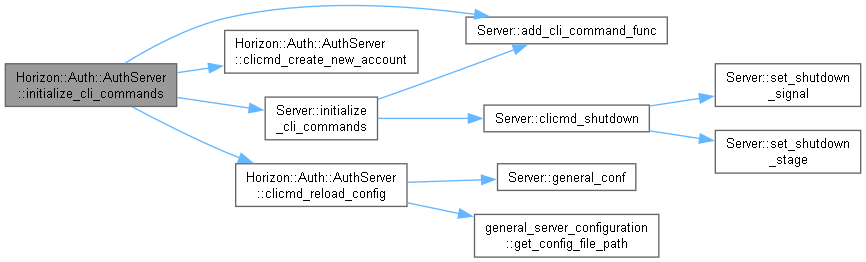 Horizon::Auth::AuthServer
::initialize_cli_commands
Server::add_cli_command_func
Horizon::Auth::AuthServer
::clicmd_create_new_account
Server::initialize
_cli_commands
Server::clicmd_shutdown
Server::set_shutdown
_signal
Server::set_shutdown
_stage
Horizon::Auth::AuthServer
::clicmd_reload_config
Server::general_conf
general_server_configuration
::get_config_file_path